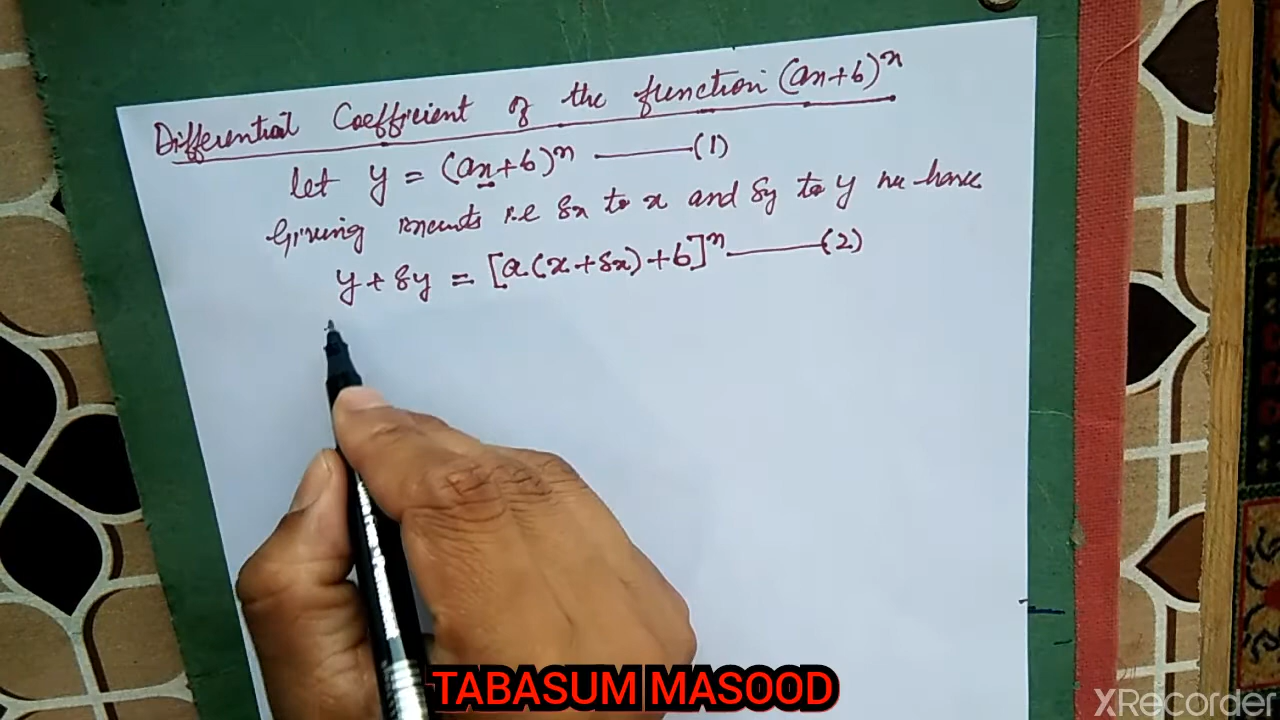 Differential Coefficient of the function (ax+b)^n
let y = (ax+b)^n ———(1)
Giving δx to x and δy to y we have
y + δy = [a(x+δx)+b]^n ———(2)
TABASUM MASOOD
XRecorder